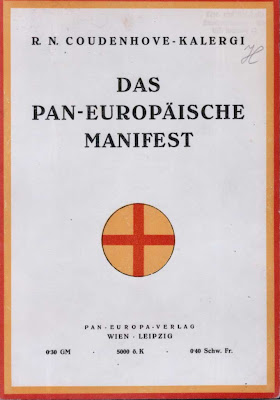 R. N. COUDENHOVE-KALERGI
DAS
PAN-EUROPÄISCHE
MANIFEST
PAN-EUROPA-VERLAG
WIEN · LEIPZIG
0·30 GM · 5000 ö. K · 0·40 Schw. Fr.